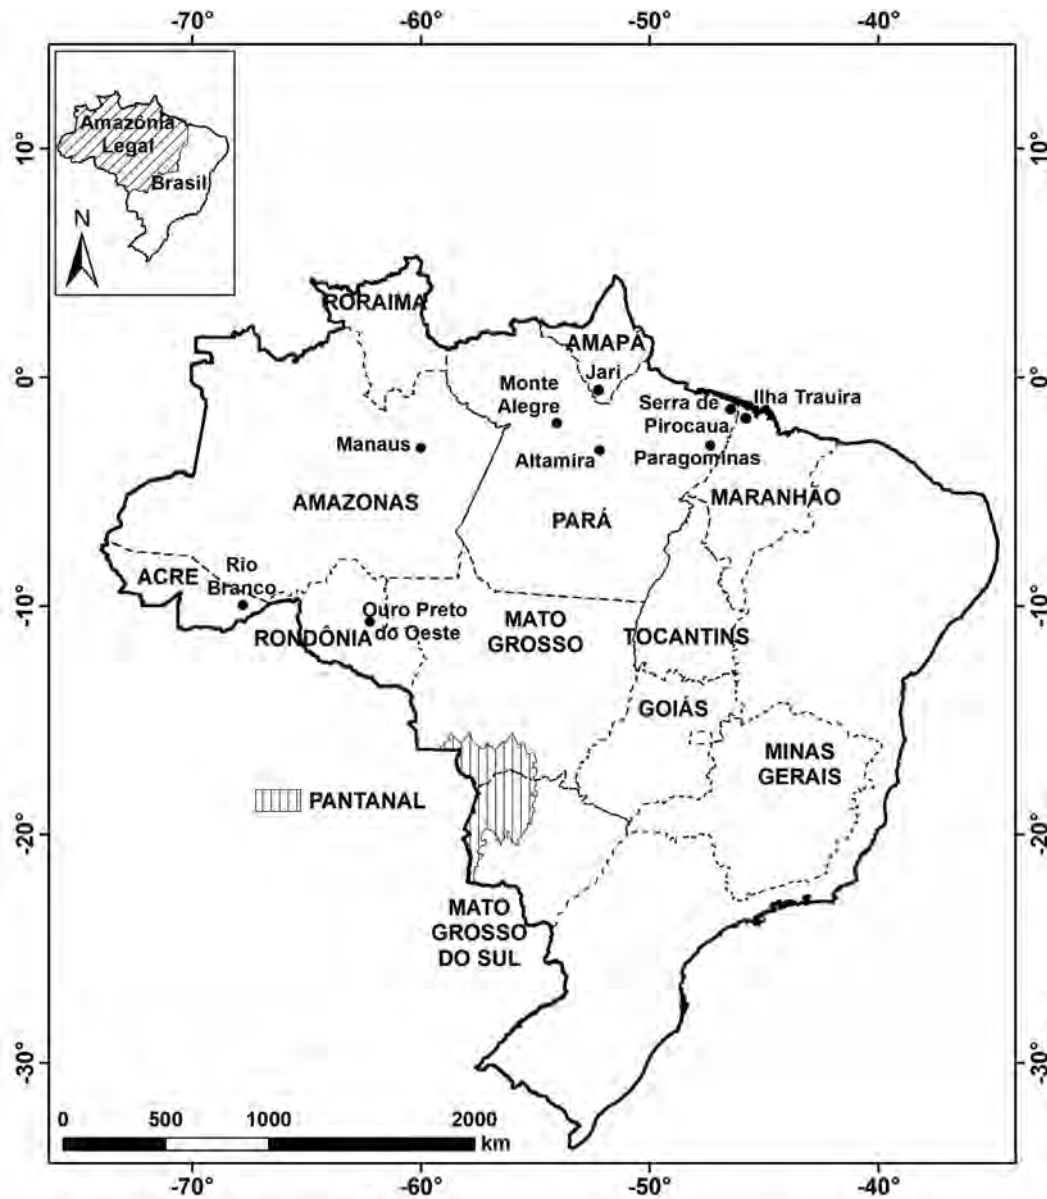 -70°
-60°
-50°
-40°
Amazônia
Legal
Brasil
N
10°
10°
RORAIMA
AMAPÁ
Jari
0°
0°
Monte
Alegre
Ilha Trauira
Serra de
Pirocaua
Manaus
Altamira
Paragominas
AMAZONAS
PARÁ
MARANHÃO
ACRE
Rio
Branco
-10°
-10°
Ouro Preto
do Oeste
RONDÔNIA
MATO
GROSSO
TOCANTINS
GOIÁS
MINAS
GERAIS
PANTANAL
-20°
-20°
MATO
GROSSO
DO SUL
-30°
-30°
0
500
1000
2000
km
-70°
-60°
-50°
-40°